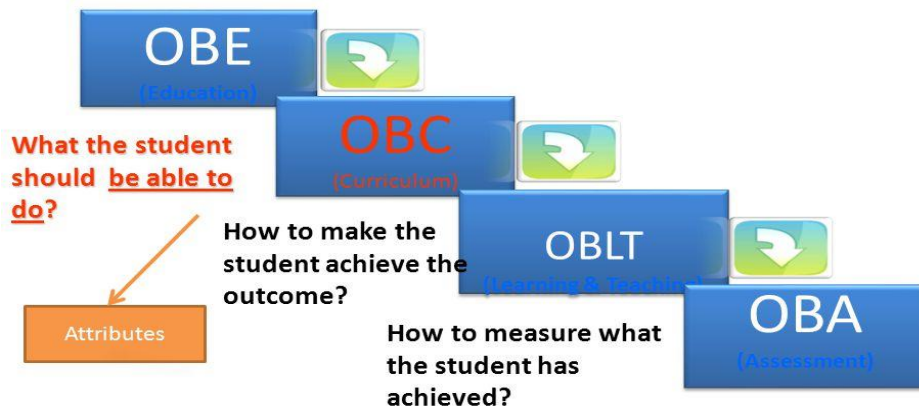 OBE
(Education)
OBC
(Curriculum)
What the student
should be able to
do?
OBLT
(Learning & Teaching)
How to make the
student achieve the
outcome?
OBA
(Assessment)
Attributes
How to measure what
the student has
achieved?